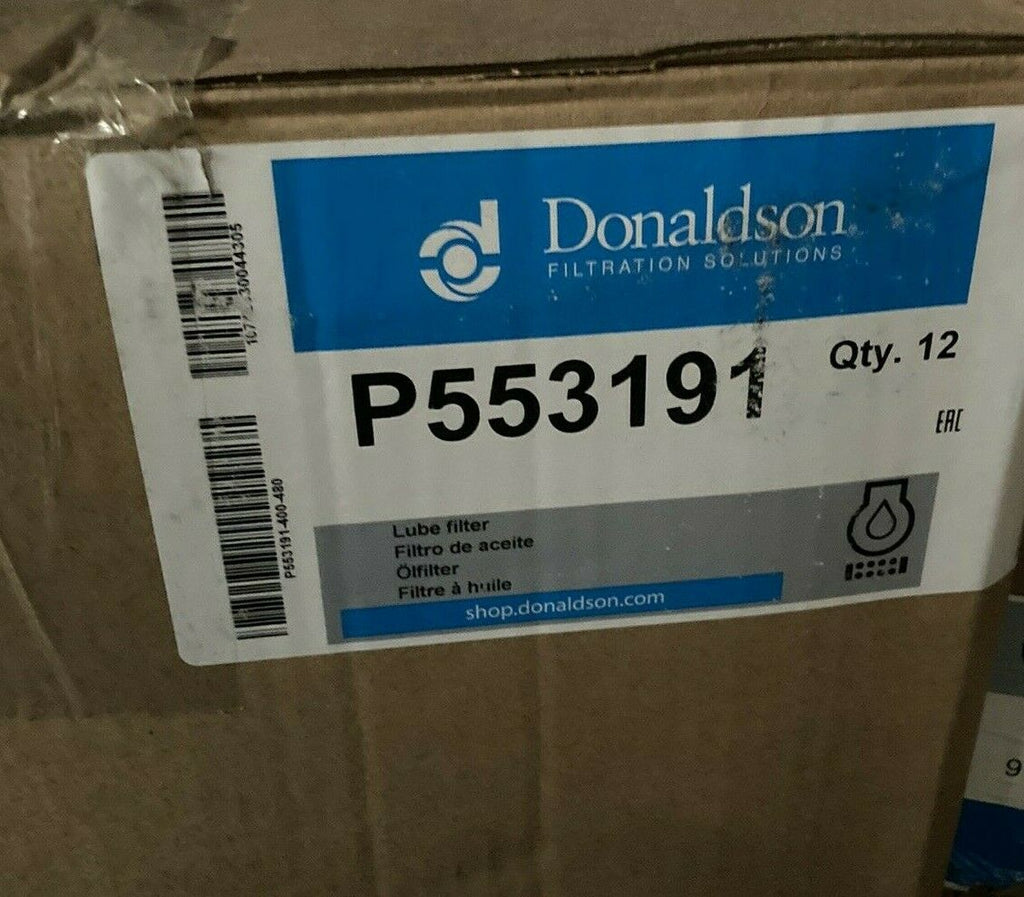 Donaldson
FILTRATION SOLUTIONS
P553191
Qty. 12
EAC
Lube filter
Filtro de aceite
Ölfilter
Filtre à huile
shop.donaldson.com
P553191-400-480
9